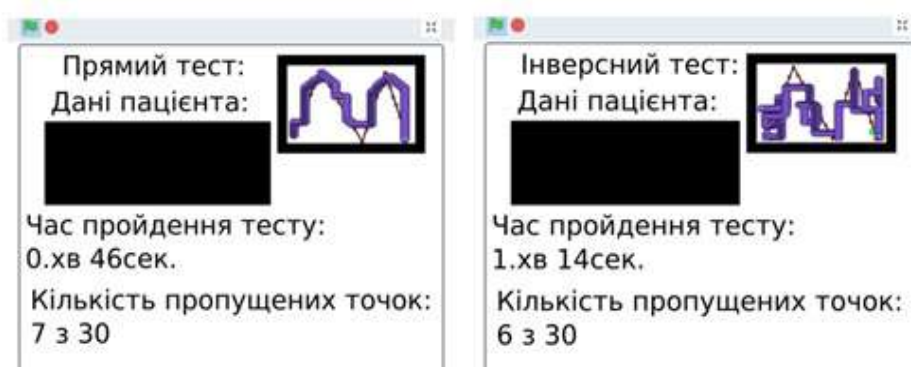 Прямий тест:
Дані пацієнта:
Час пройдення тесту:
0.хв 46сек.
Кількість пропущених точок:
7 з 30
Інверсний тест:
Дані пацієнта:
Час пройдення тесту:
1.хв 14сек.
Кількість пропущених точок:
6 з 30